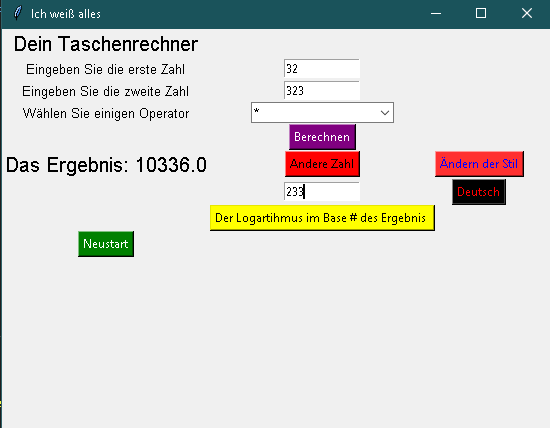 Ich weiß alles
Dein Taschenrechner
Eingeben Sie die erste Zahl 32
Eingeben Sie die zweite Zahl 323
Wählen Sie einigen Operator *
Berechnen
Das Ergebnis: 10336.0 Andere Zahl Ändern der Stil
233 Deutsch
Der Logartihmus im Base # des Ergebnis
Neustart